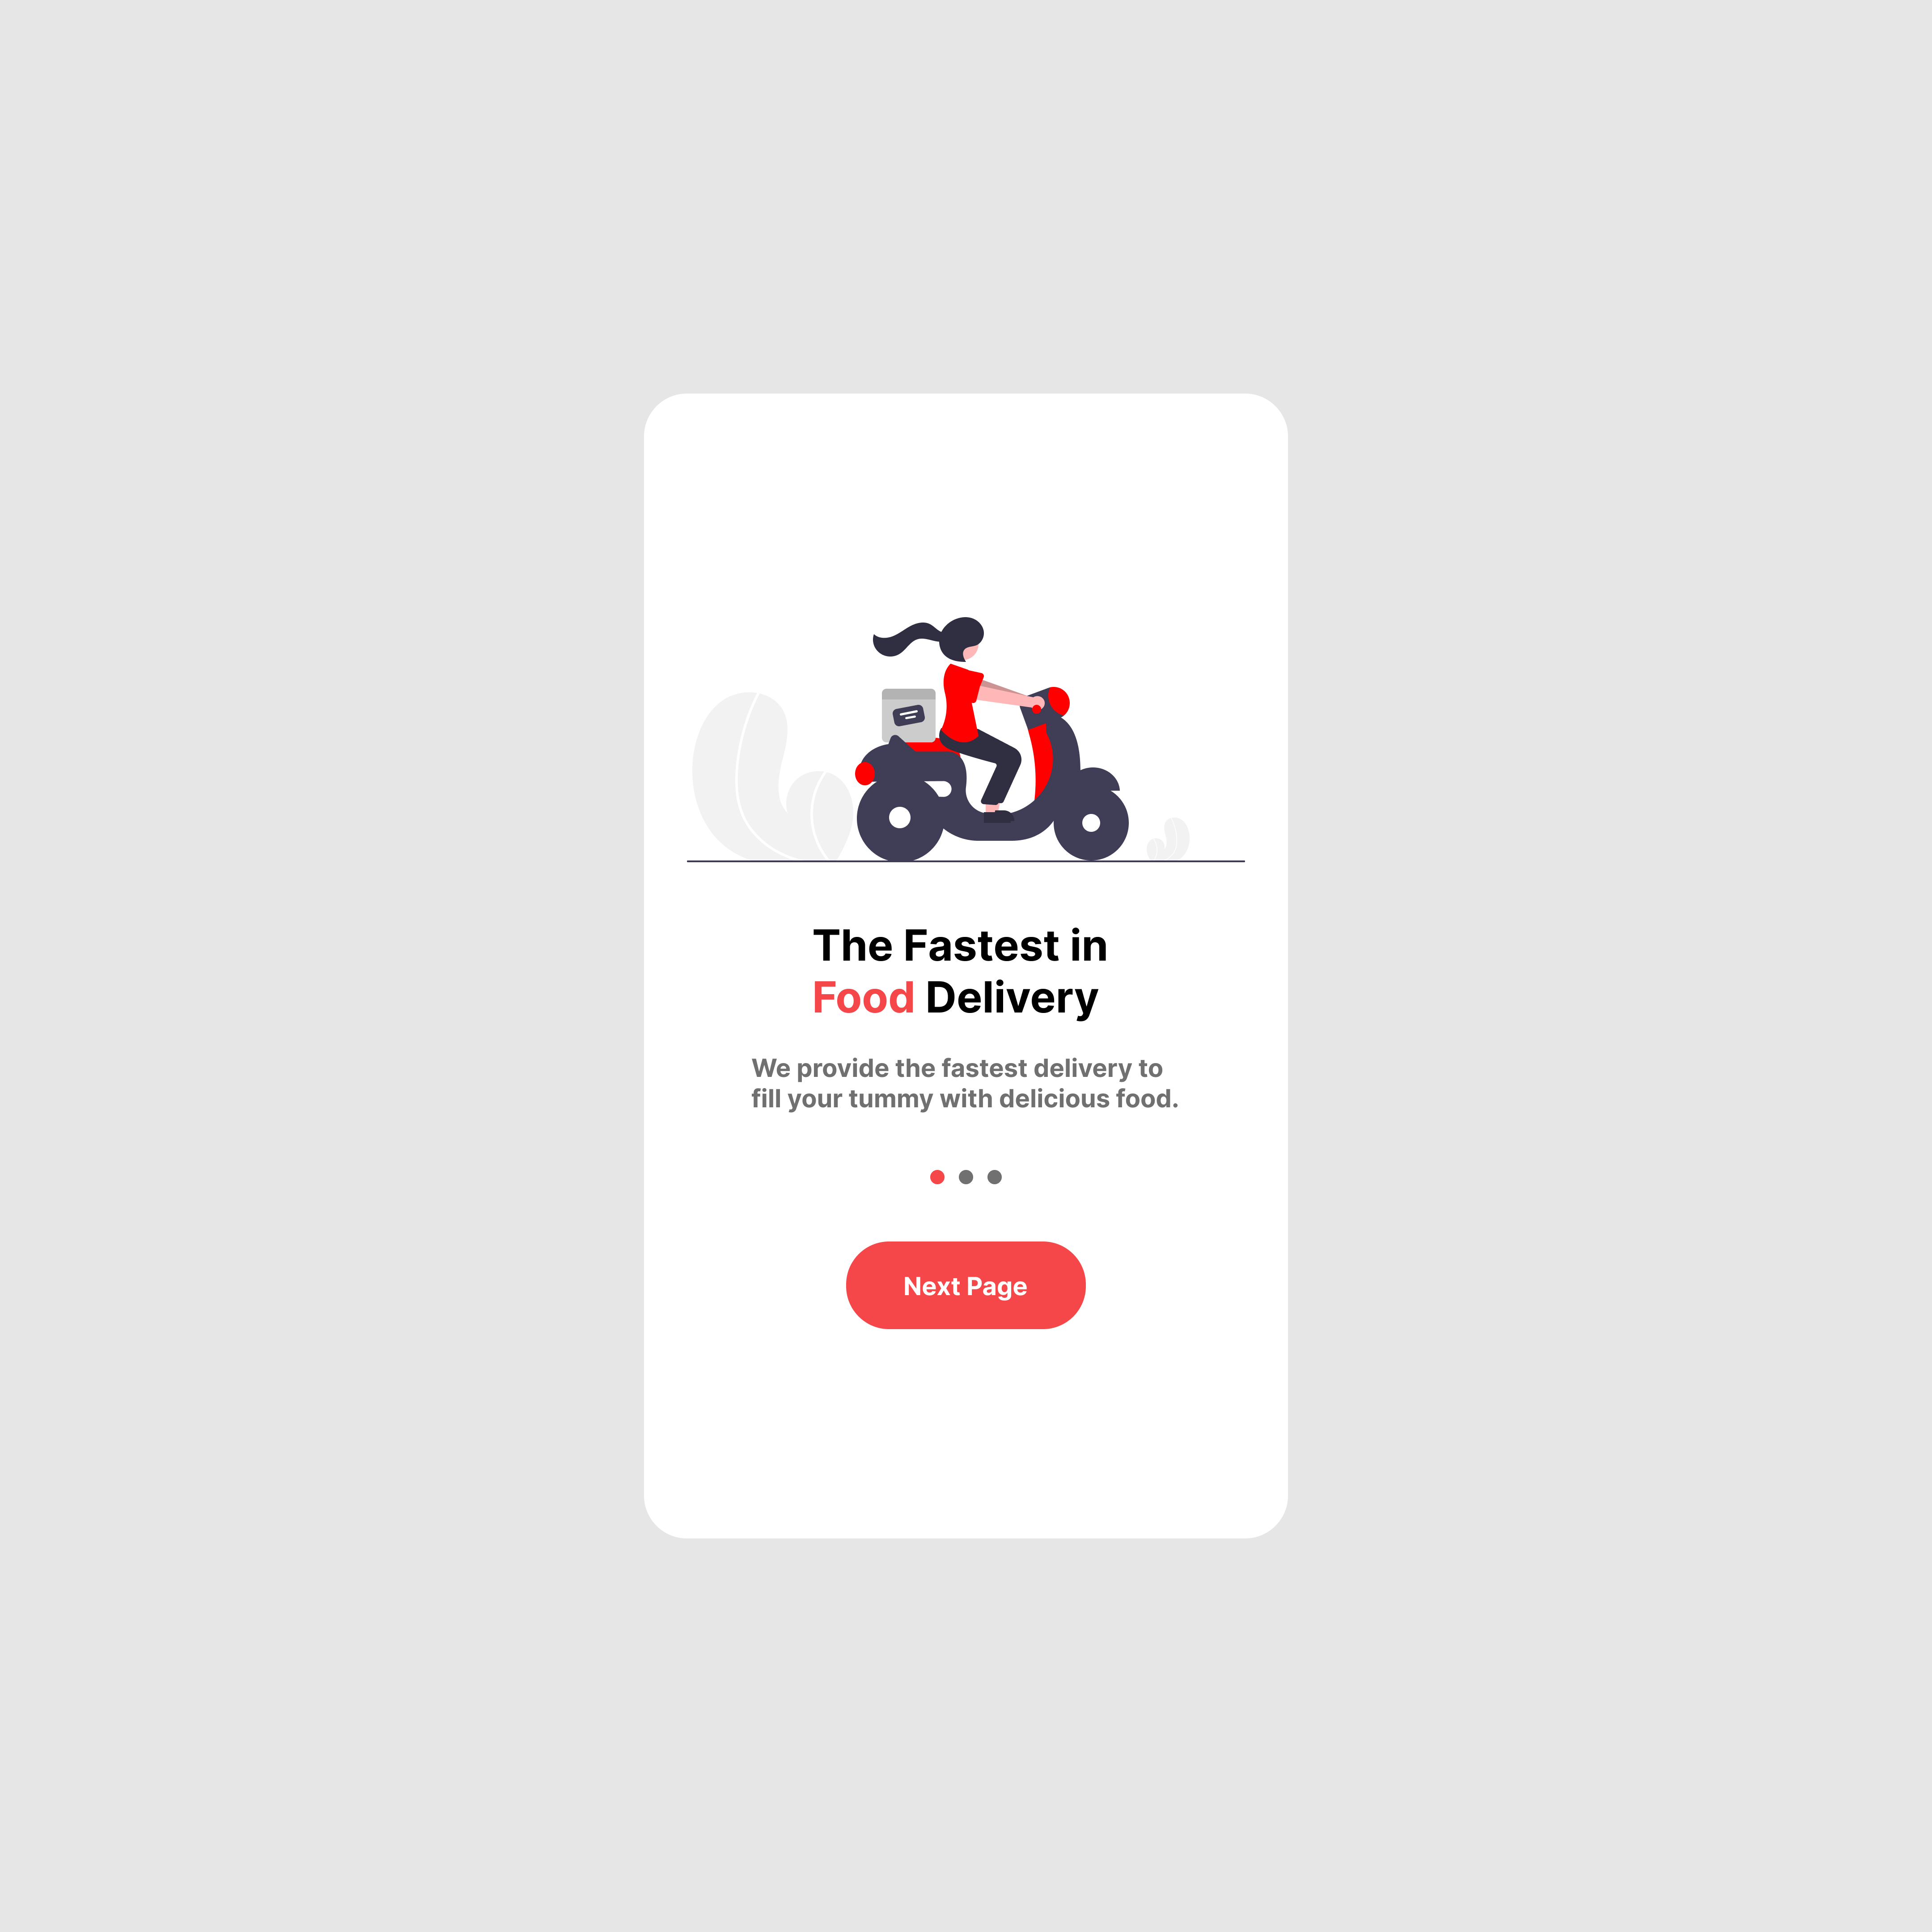 The Fastest in
Food Delivery
We provide the fastest delivery to
fill your tummy with delicious food.
Next Page